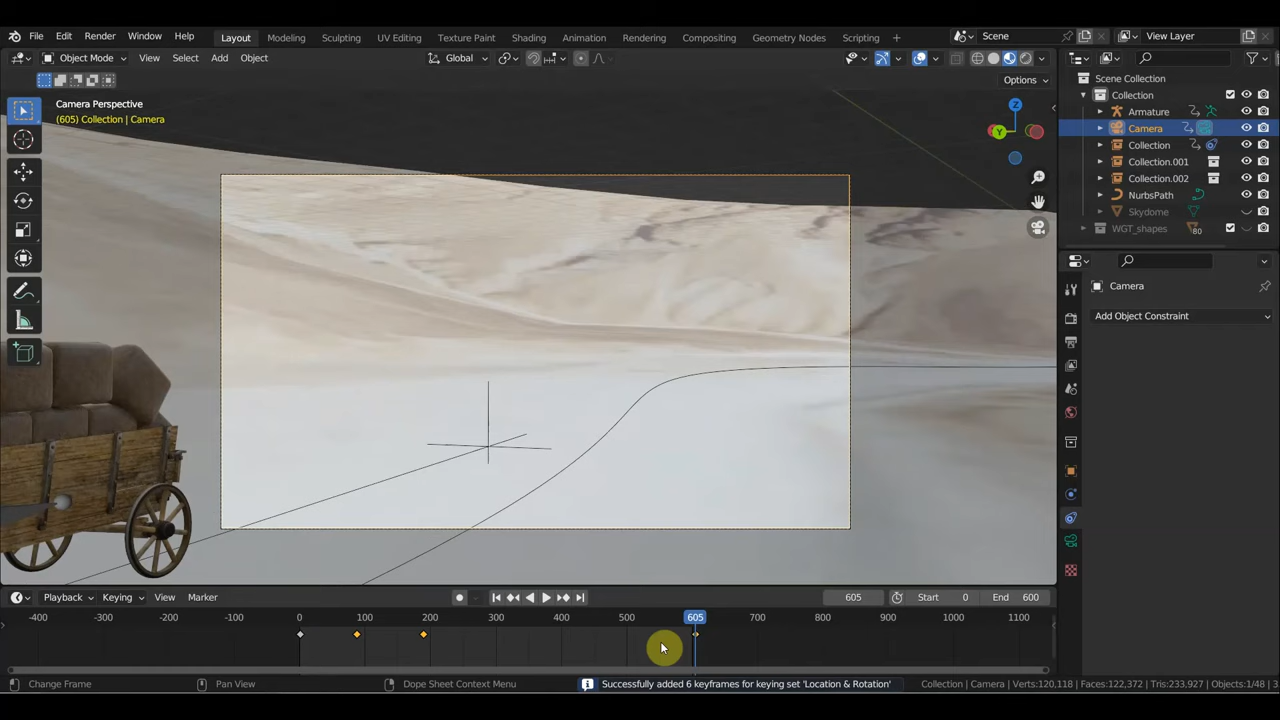 File Edit Render Window Help Layout Modeling Sculpting UV Editing Texture Paint Shading Animation Rendering Compositing Geometry Nodes Scripting + Scene View Layer
Object Mode View Select Add Object Global
Options
Camera Perspective
(605) Collection | Camera
Z
Y
Scene Collection
Collection
Armature
Camera
Collection
Collection.001
Collection.002
NurbsPath
Skydome
WGT_shapes 80
Camera
Add Object Constraint
Playback Keying View Marker 605 Start 0 End 600
-400 -300 -200 -100 0 100 200 300 400 500 605 700 800 900 1000 1100
Change Frame Pan View Dope Sheet Context Menu Successfully added 6 keyframes for keying set 'Location & Rotation' Collection | Camera | Verts:120,118 | Faces:122,372 | Tris:233,927 | Objects:1/48 | 3